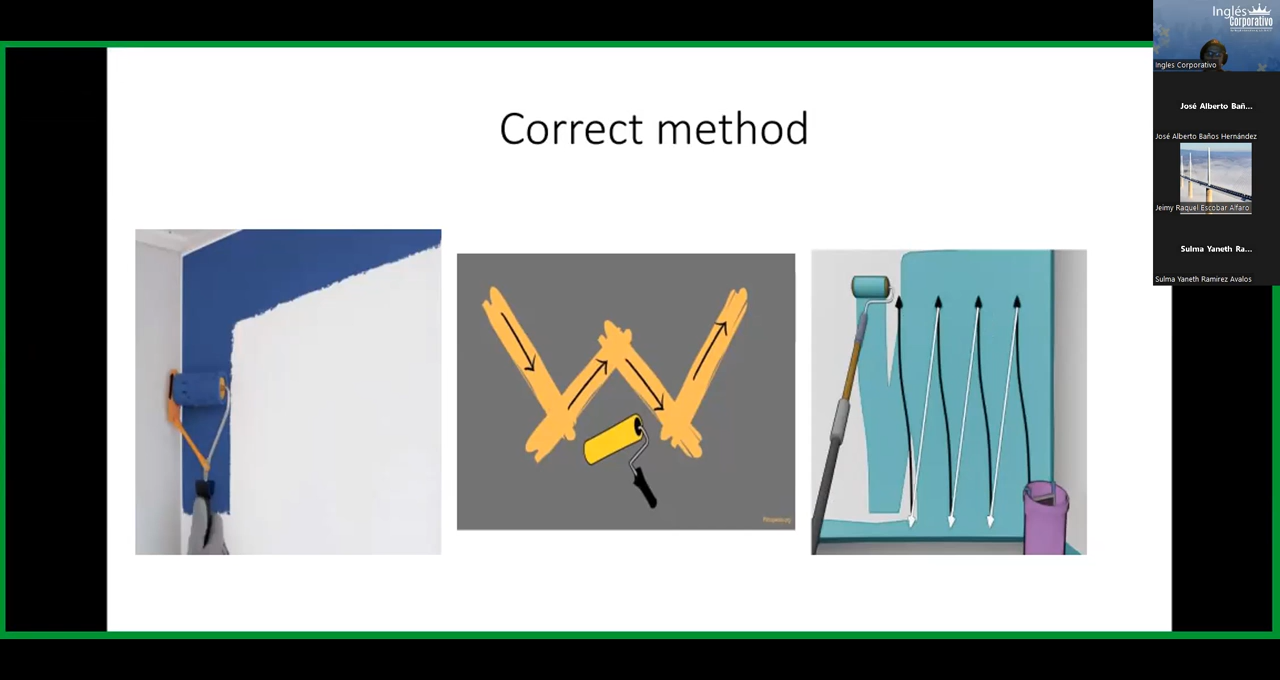 Correct method
Inglés
Corporativo
Ingles Corporativo
José Alberto Bañ...
José Alberto Baños Hernández
Jeimy Raquel Escobar Alfaro
Sulma Yaneth Ra...
Sulma Yaneth Ramirez Avalos